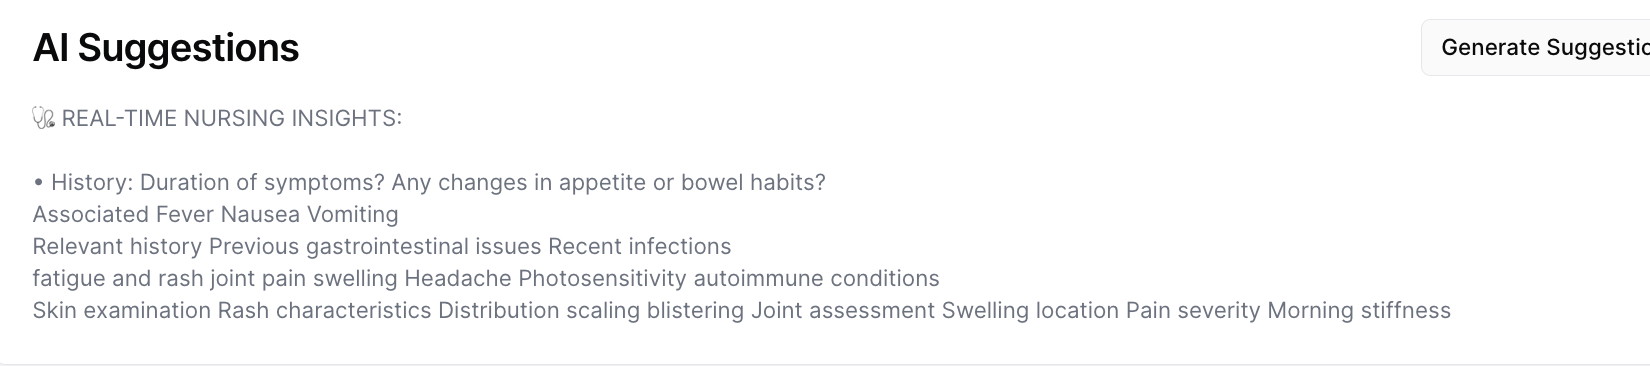 AI Suggestions
Generate Suggestio
🩺 REAL-TIME NURSING INSIGHTS:
• History: Duration of symptoms? Any changes in appetite or bowel habits?
Associated Fever Nausea Vomiting
Relevant history Previous gastrointestinal issues Recent infections
fatigue and rash joint pain swelling Headache Photosensitivity autoimmune conditions
Skin examination Rash characteristics Distribution scaling blistering Joint assessment Swelling location Pain severity Morning stiffness